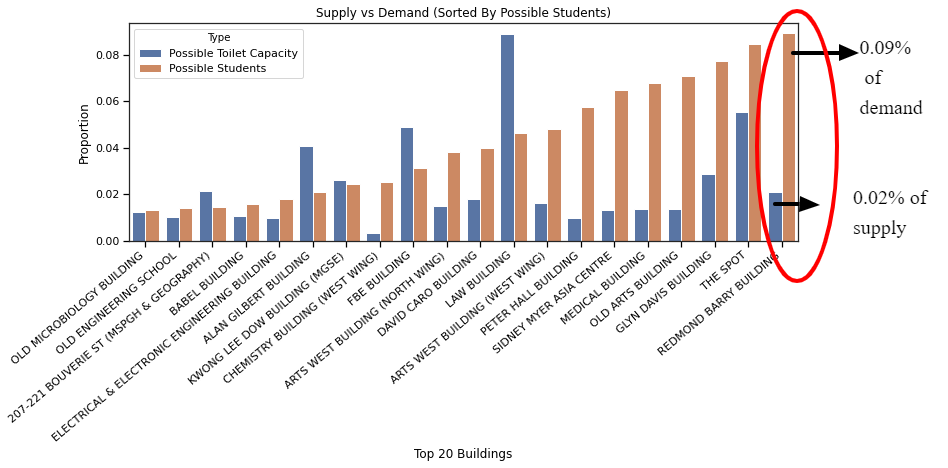 Supply vs Demand (Sorted By Possible Students)
Type
Possible Toilet Capacity
Possible Students
0.08
0.06
0.04
0.02
0.00
Proportion
0.09%
of
demand
0.02% of
supply
OLD MICROBIOLOGY BUILDING
OLD ENGINEERING SCHOOL
207-221 BOUVERIE ST (MSPGH & GEOGRAPHY)
BABEL BUILDING
ELECTRICAL & ELECTRONIC ENGINEERING BUILDING
ALAN GILBERT BUILDING
KWONG LEE DOW BUILDING (MGSE)
CHEMISTRY BUILDING (WEST WING)
FBE BUILDING
ARTS WEST BUILDING (NORTH WING)
DAVID CARO BUILDING
LAW BUILDING
ARTS WEST BUILDING (WEST WING)
PETER HALL BUILDING
SIDNEY MYER ASIA CENTRE
MEDICAL BUILDING
OLD ARTS BUILDING
GLYN DAVIS BUILDING
THE SPOT
REDMOND BARRY BUILDING
Top 20 Buildings